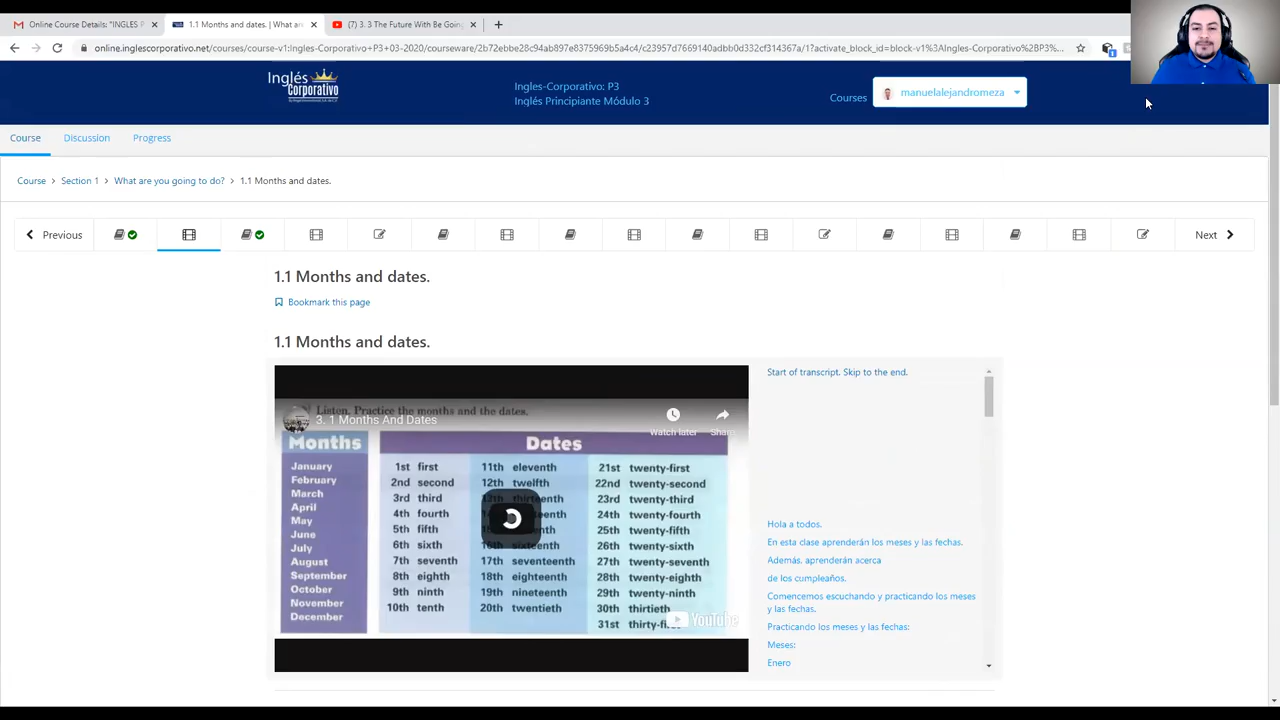 Online Course Details: "INGLES P
1.1 Months and dates. | What are
(7) 3. 3 The Future With Be Going
online.inglescorporativo.net/courses/course-v1:Ingles-Corporativo+P3+03-2020/courseware/2b72ebbe28c94ab897e8375969b5a4c4/c23957d7669140adbb0d332cf314367a/1?activate_block_id=block-v1%3AIngles-Corporativo%2BP3%...
Inglés
Corporativo
Ingles-Corporativo: P3
Inglés Principiante Módulo 3
Courses
manuelalejandromeza
Course
Discussion
Progress
Course > Section 1 > What are you going to do? > 1.1 Months and dates.
Previous
Next
1.1 Months and dates.
Bookmark this page
1.1 Months and dates.
Listen. Practice the months and the dates.
3. 1 Months And Dates
Watch later
Share
Months
January
February
March
April
May
June
July
August
September
October
November
December
Dates
1st first
2nd second
3rd third
4th fourth
5th fifth
6th sixth
7th seventh
8th eighth
9th ninth
10th tenth
11th eleventh
12th twelfth
17th seventeenth
18th eighteenth
19th nineteenth
20th twentieth
21st twenty-first
22nd twenty-second
23rd twenty-third
24th twenty-fourth
25th twenty-fifth
26th twenty-sixth
27th twenty-seventh
28th twenty-eighth
29th twenty-ninth
30th thirtieth
31st
YouTube
Start of transcript. Skip to the end.
Hola a todos.
En esta clase aprenderán los meses y las fechas.
Además, aprenderán acerca
de los cumpleaños.
Comencemos escuchando y practicando los meses
y las fechas.
Practicando los meses y las fechas:
Meses:
Enero